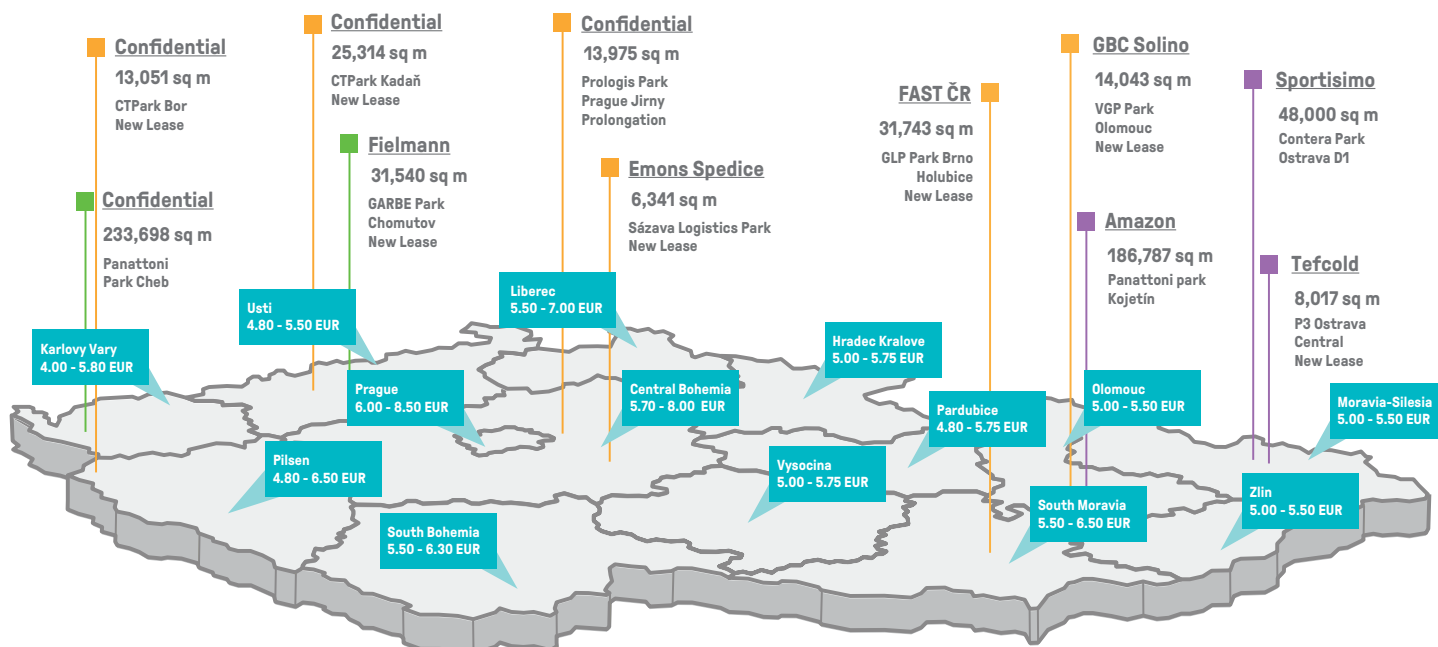 Confidential
13,051 sq m
CTPark Bor
New Lease
Confidential
25,314 sq m
CTPark Kadaň
New Lease
Confidential
13,975 sq m
Prologis Park
Prague Jirny
Prolongation
FAST ČR
31,743 sq m
GLP Park Brno
Holubice
New Lease
GBC Solino
14,043 sq m
VGP Park
Olomouc
New Lease
Sportisimo
48,000 sq m
Contera Park
Ostrava D1
Confidential
233,698 sq m
Panattoni
Park Cheb
Fielmann
31,540 sq m
GARBE Park
Chomutov
New Lease
Emons Spedice
6,341 sq m
Sázava Logistics Park
New Lease
Amazon
186,787 sq m
Panattoni park
Kojetín
Tefcold
8,017 sq m
P3 Ostrava
Central
New Lease
Karlovy Vary
4.00 - 5.80 EUR
Usti
4.80 - 5.50 EUR
Liberec
5.50 - 7.00 EUR
Hradec Kralove
5.00 - 5.75 EUR
Prague
6.00 - 8.50 EUR
Central Bohemia
5.70 - 8.00 EUR
Pardubice
4.80 - 5.75 EUR
Olomouc
5.00 - 5.50 EUR
Moravia-Silesia
5.00 - 5.50 EUR
Pilsen
4.80 - 6.50 EUR
Vysocina
5.00 - 5.75 EUR
South Bohemia
5.50 - 6.30 EUR
South Moravia
5.50 - 6.50 EUR
Zlin
5.00 - 5.50 EUR